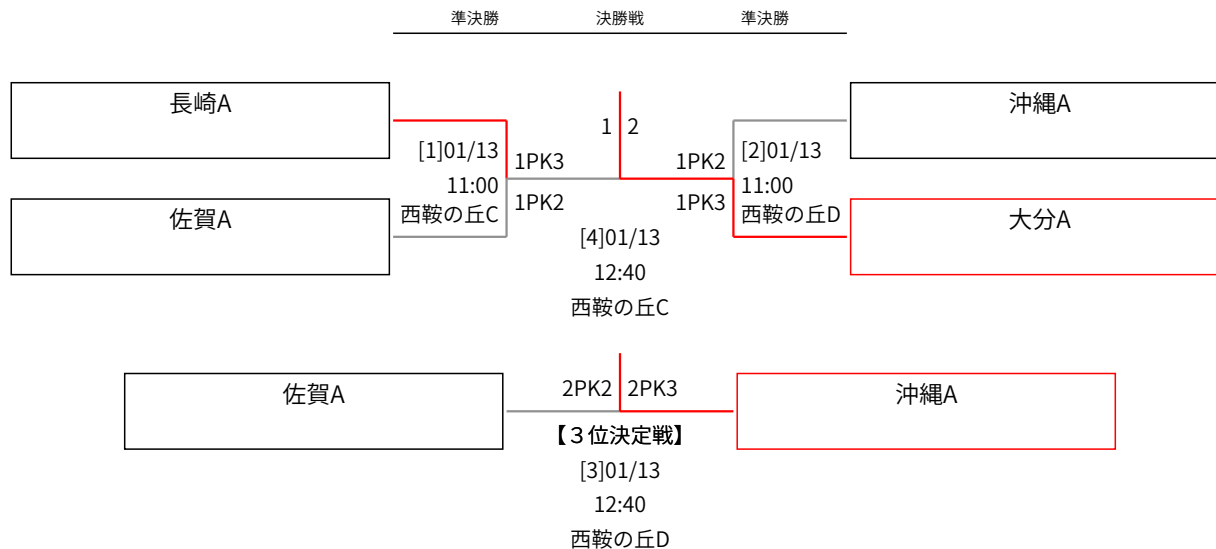 準決勝
決勝戦
準決勝
長崎A
沖縄A
1
2
[1]01/13
11:00
西鞍の丘C
1PK3
1PK2
1PK2
1PK3
[2]01/13
11:00
西鞍の丘D
佐賀A
大分A
[4]01/13
12:40
西鞍の丘C
佐賀A
2PK2
2PK3
沖縄A
【３位決定戦】
[3]01/13
12:40
西鞍の丘D